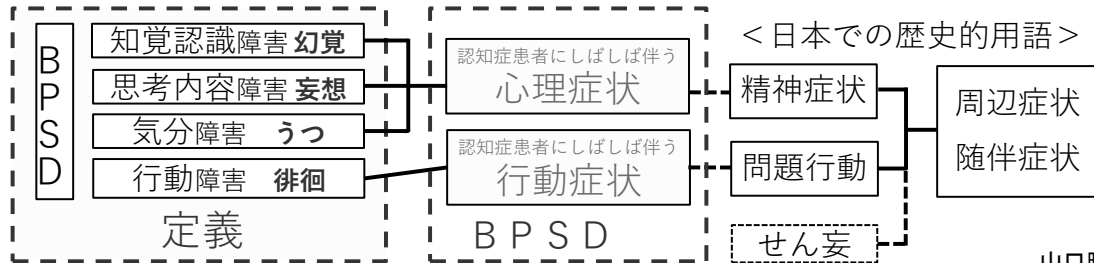 BPSD
知覚認識障害 幻覚
思考内容障害 妄想
気分障害 うつ
行動障害 徘徊
定義
認知症患者にしばしば伴う
心理症状
認知症患者にしばしば伴う
行動症状
BPSD
＜日本での歴史的用語＞
精神症状
問題行動
せん妄
周辺症状
随伴症状